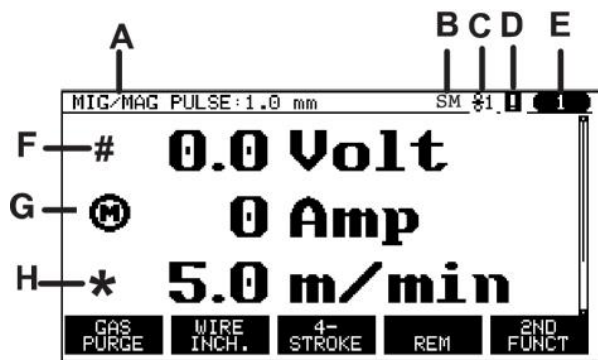 A
B C D E
MIG/MAG PULSE:1.0 mm SM 1 1
F # 0.0 Volt
G M 0 Amp
H * 5.0 m/min
GAS PURGE WIRE INCH. 4-STROKE REM 2ND FUNCT